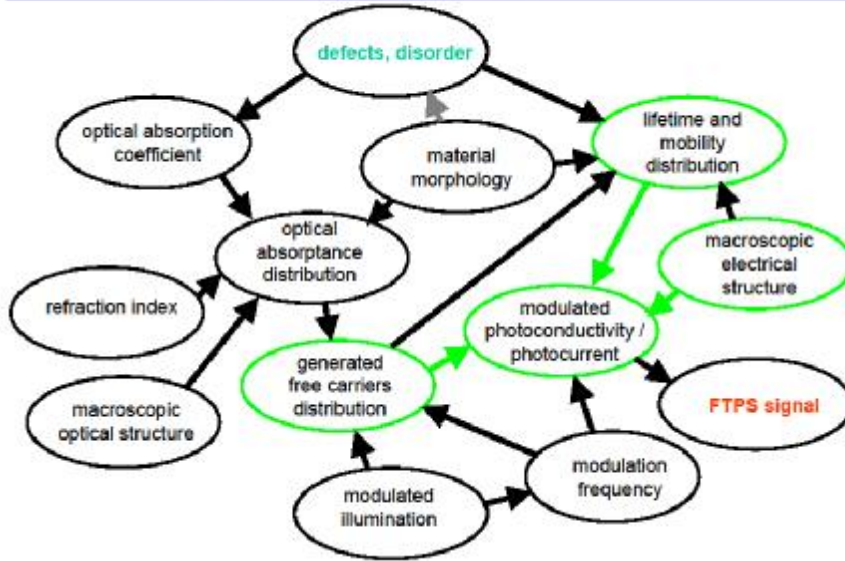 defects, disorder
optical absorption
coefficient
lifetime and
mobility
distribution
material
morphology
optical
absorptance
distribution
macroscopic
electrical
structure
refraction index
modulated
photoconductivity /
photocurrent
generated
free carriers
distribution
macroscopic
optical structure
FTPS signal
modulation
frequency
modulated
illumination